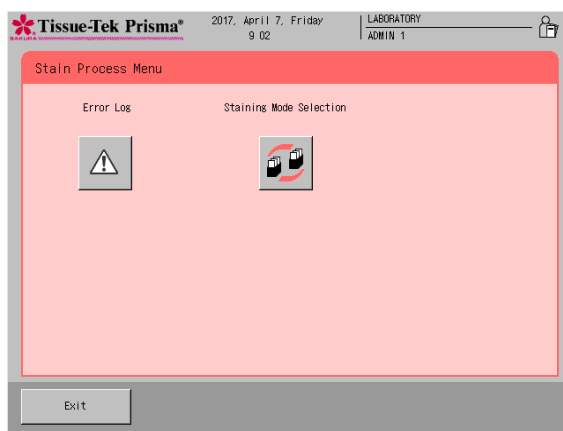 Tissue-Tek Prisma®
SAKURA
2017, April 7, Friday
9 02
LABORATORY
ADMIN 1
Stain Process Menu
Error Log
Staining Mode Selection
Exit